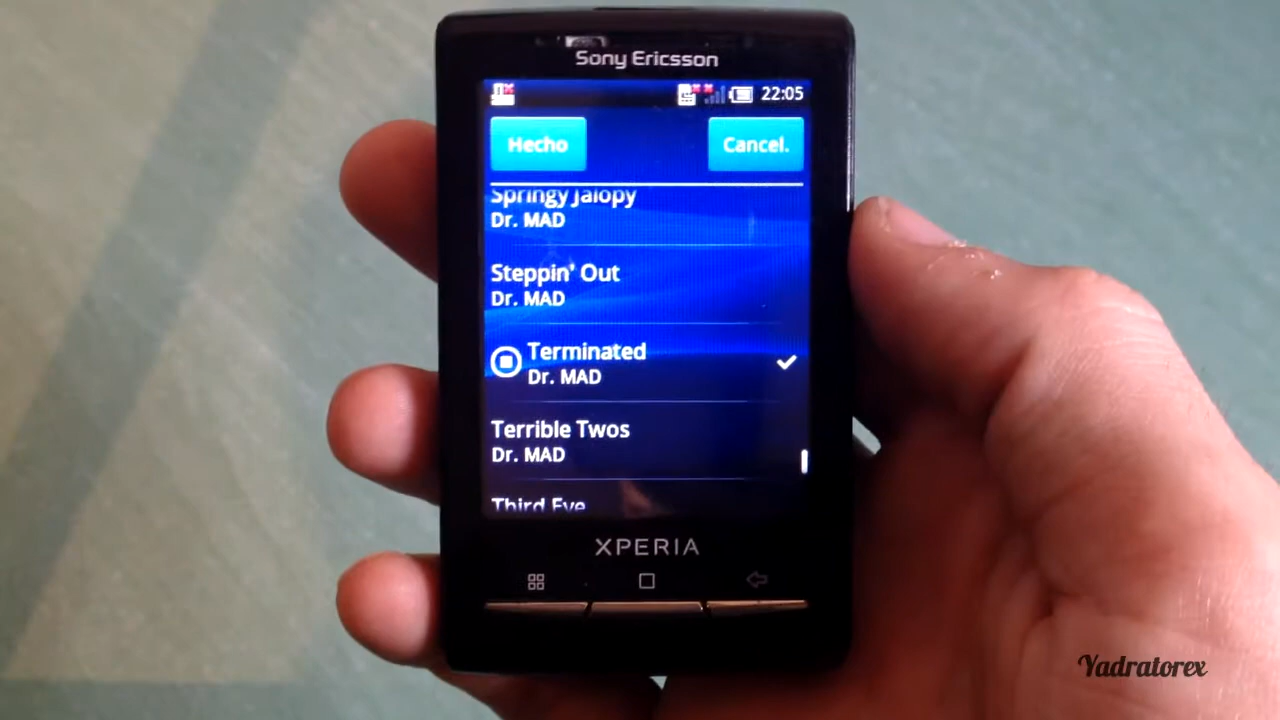 Sony Ericsson
22:05
Hecho
Cancel.
Springy Jalopy
Dr. MAD
Steppin' Out
Dr. MAD
Terminated
Dr. MAD
Terrible Twos
Dr. MAD
Third Eye
XPERIA
Yadratorex